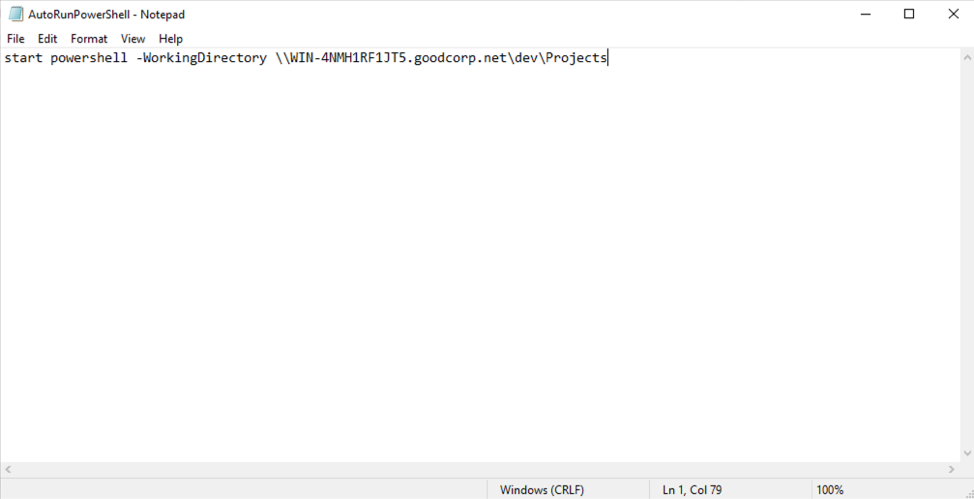 AutoRunPowerShell - Notepad
File Edit Format View Help
start powershell -WorkingDirectory \\WIN-4NMH1RF1JT5.goodcorp.net\dev\Projects
Windows (CRLF) Ln 1, Col 79 100%